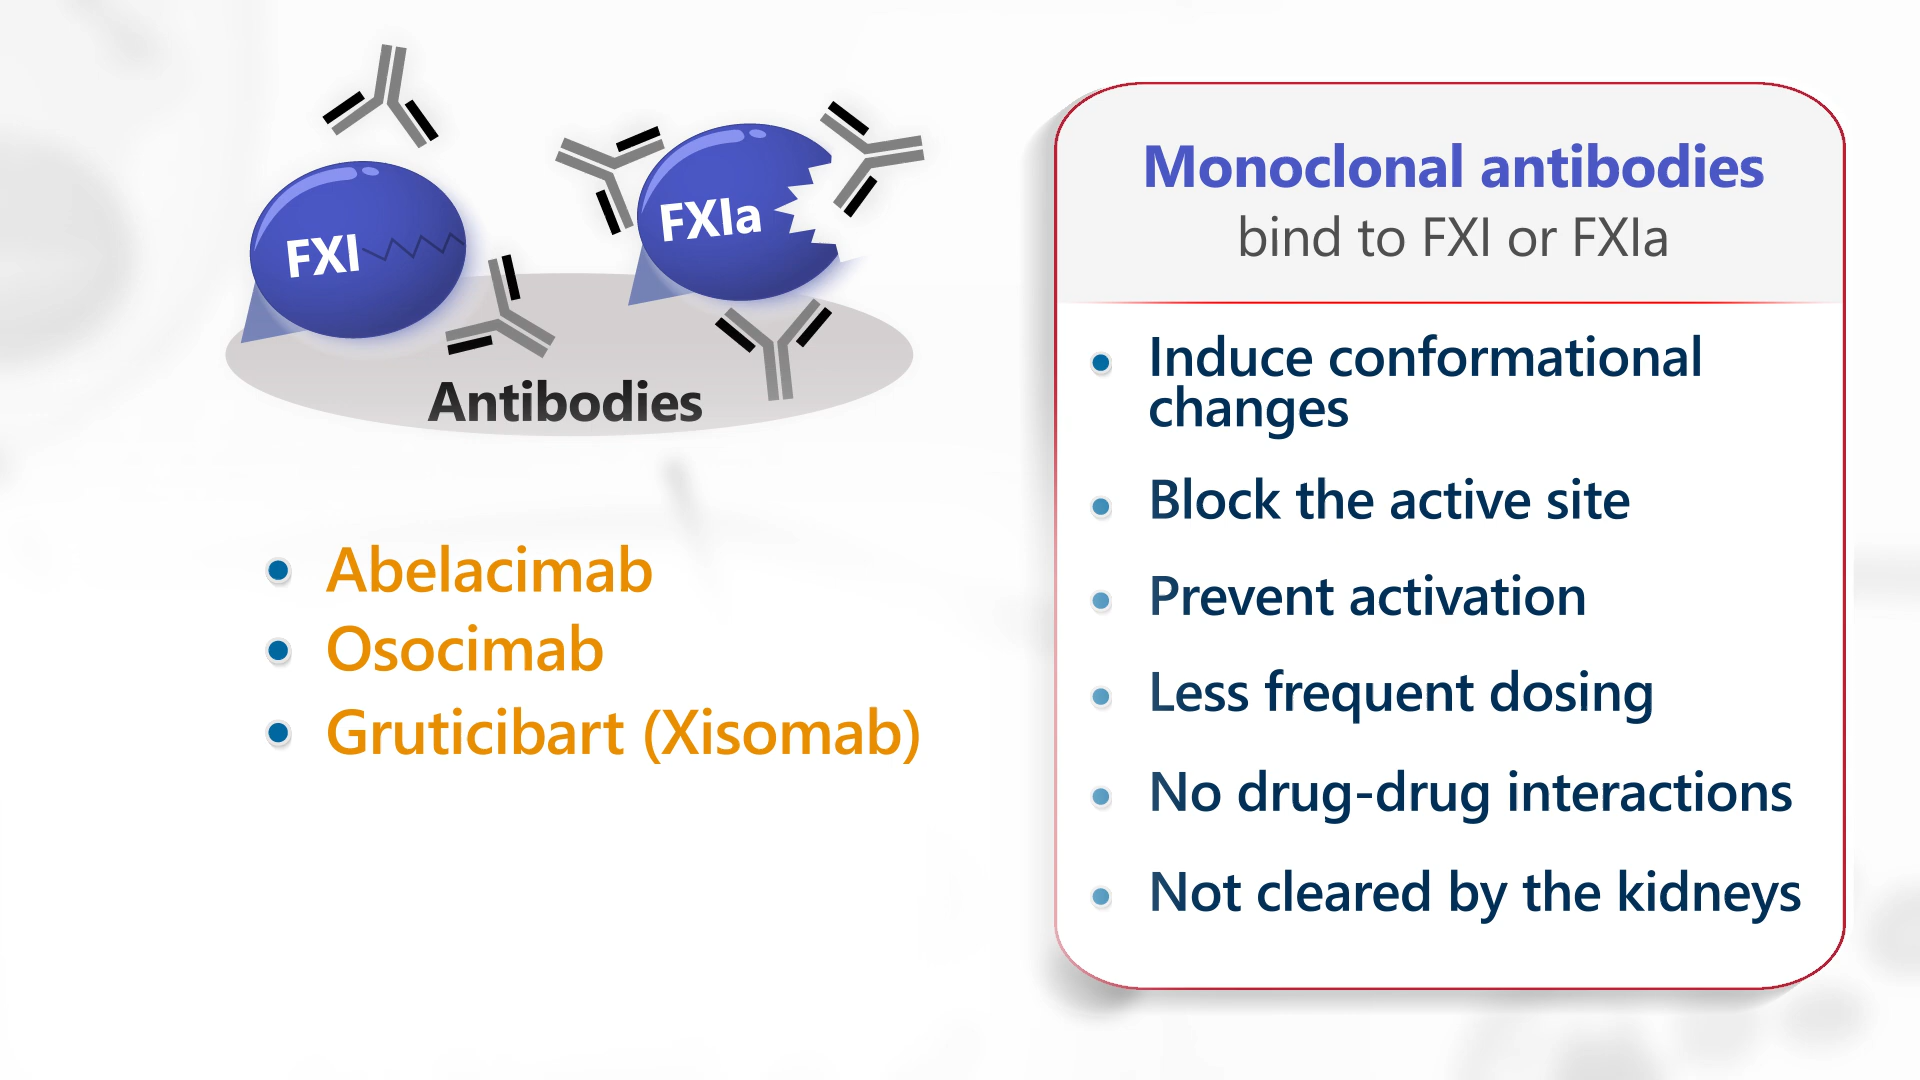 FXI
FXIa
Antibodies
• Abelacimab
• Osocimab
• Gruticibart (Xisomab)
Monoclonal antibodies
bind to FXI or FXIa
• Induce conformational
changes
• Block the active site
• Prevent activation
• Less frequent dosing
• No drug-drug interactions
• Not cleared by the kidneys